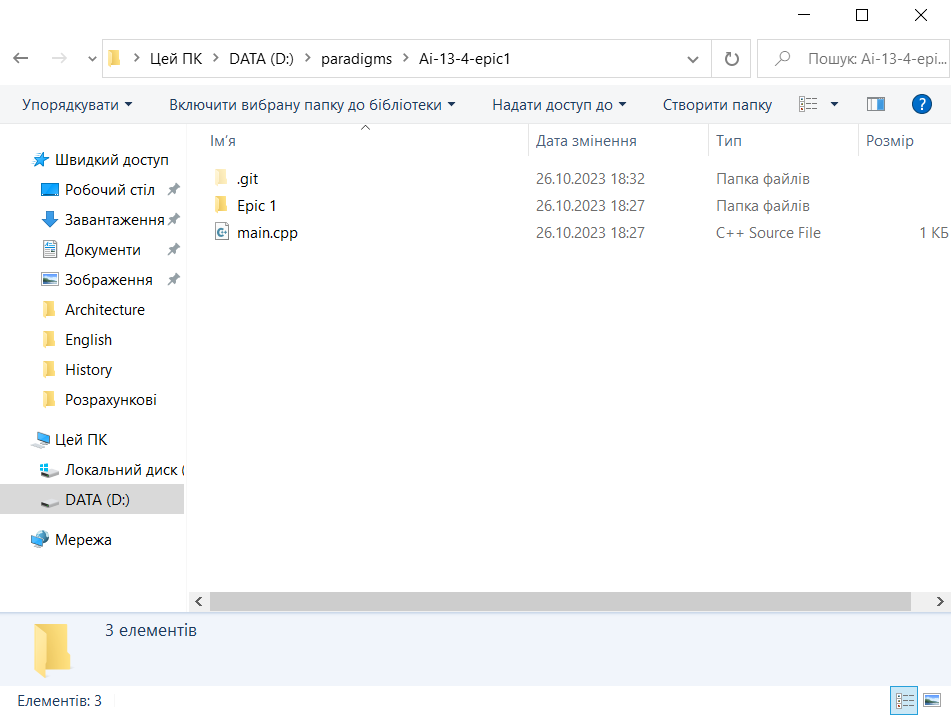 Цей ПК DATA (D:) paradigms Ai-13-4-epic1 Пошук: Ai-13-4-epi...
Упорядкувати Включити вибрану папку до бібліотеки Надати доступ до Створити папку ?
Ім'я Дата змінення Тип Розмір
.git 26.10.2023 18:32 Папка файлів
Epic 1 26.10.2023 18:27 Папка файлів
main.cpp 26.10.2023 18:27 C++ Source File 1 КБ
Швидкий доступ
Робочий стіл
Завантаження
Документи
Зображення
Architecture
English
History
Розрахункові
Цей ПК
Локальний диск (
DATA (D:)
Мережа
3 елементів
Елементів: 3